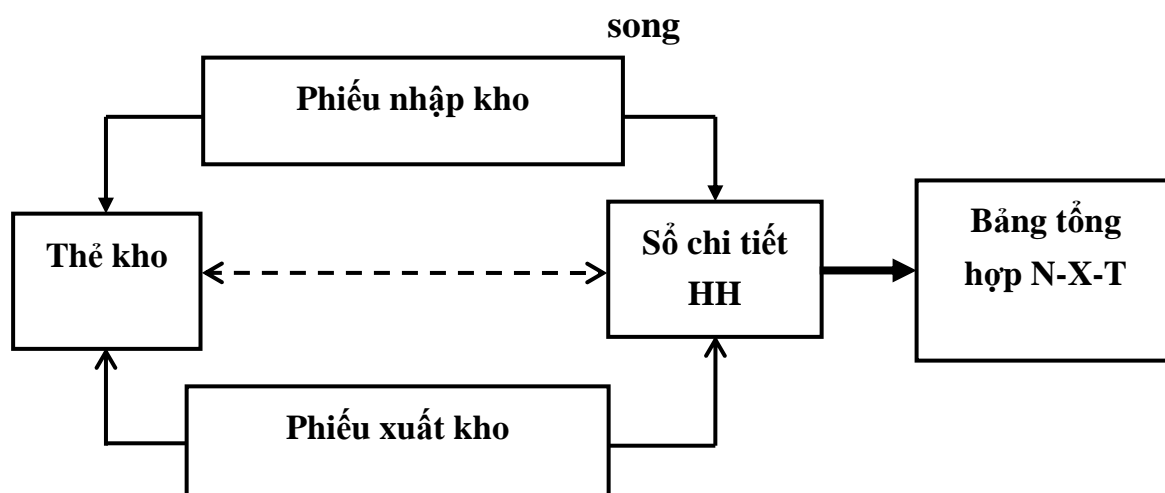 song
Phiếu nhập kho
Thẻ kho
Sổ chi tiết
HH
Bảng tổng
hợp N-X-T
Phiếu xuất kho